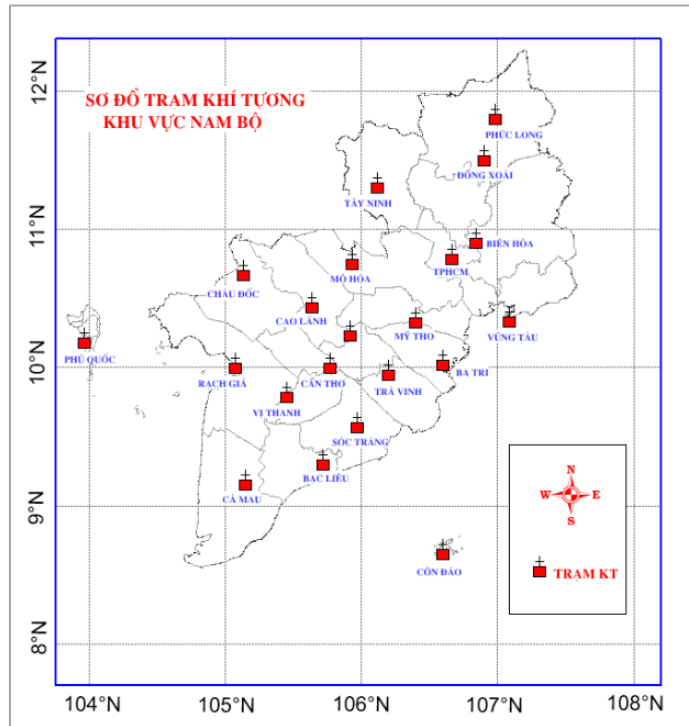 SƠ ĐỒ TRAM KHÍ TƯỢNG
KHU VỰC NAM BỘ
12°N
11°N
10°N
9°N
8°N
PHÚC LONG
ĐỒNG XOÀI
TÂY NINH
BIÊN HÒA
TPHCM
MỘ HÓA
CHÂU ĐỐC
CAO LÃNH
MỸ THO
VŨNG TÀU
PHÚ QUỐC
RẠCH GIÁ
CẦN THƠ
TRÀ VINH
BA TRI
VỊ THANH
SÓC TRĂNG
BẠC LIÊU
CÀ MAU
CÔN ĐẢO
N
W E
S
TRẠM KT
104°E
105°E
106°E
107°E
108°E